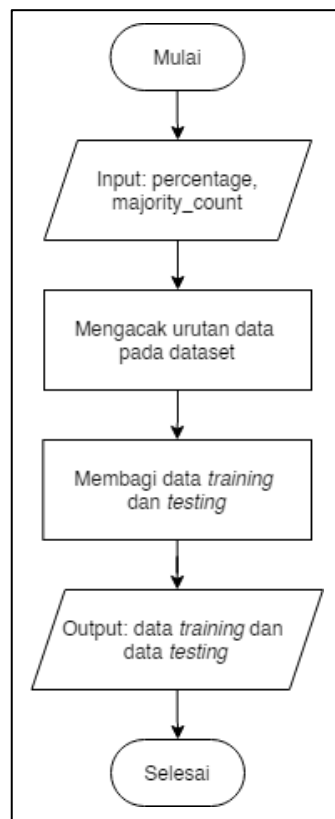 Mulai
Input: percentage,
majority_count
Mengacak urutan data
pada dataset
Membagi data training
dan testing
Output: data training dan
data testing
Selesai